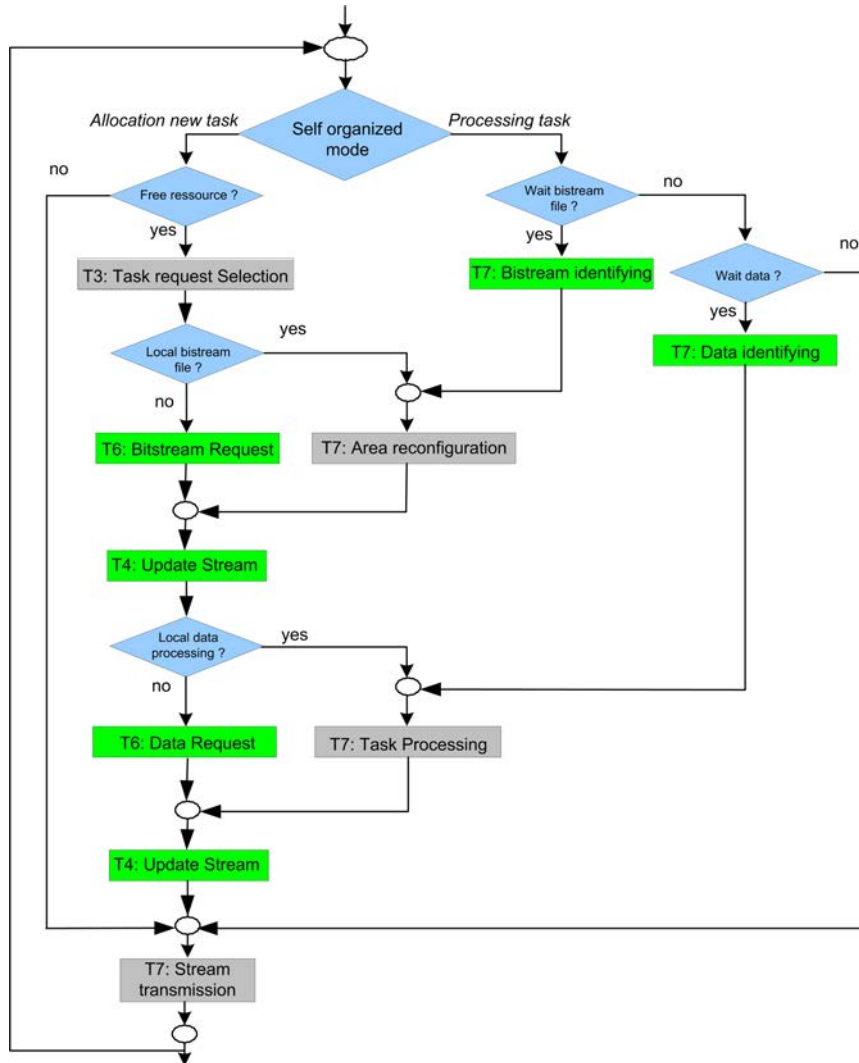 Allocation new task
Processing task
Self organized
mode
no
Free ressource ?
Wait bistream
file ?
no
yes
yes
no
T3: Task request Selection
T7: Bistream identifying
Wait data ?
yes
Local bistream
file ?
yes
T7: Data identifying
no
T6: Bitstream Request
T7: Area reconfiguration
T4: Update Stream
Local data
processing ?
yes
no
T6: Data Request
T7: Task Processing
T4: Update Stream
T7: Stream
transmission